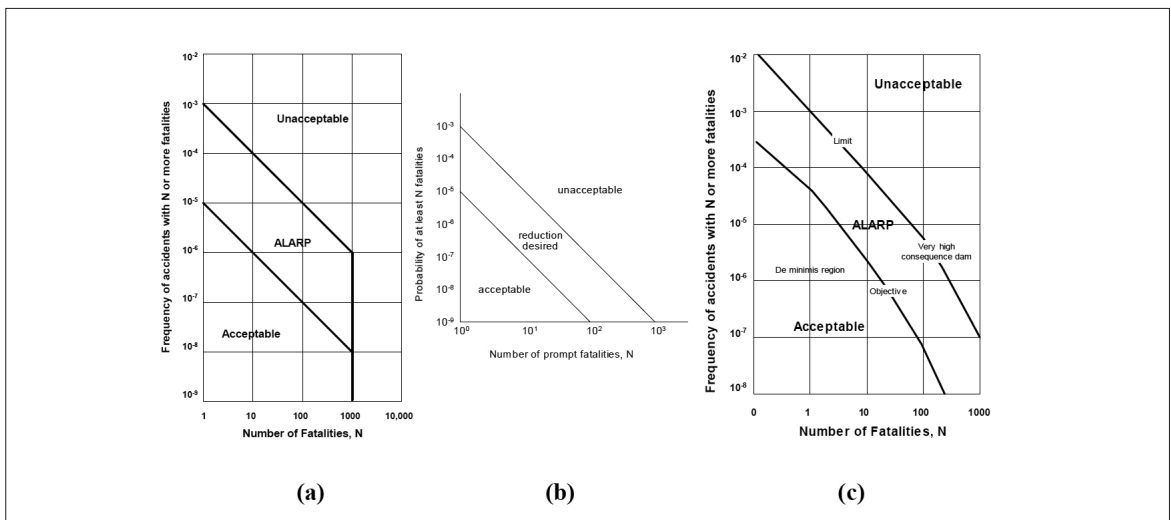 Frequency of accidents with N or more fatalities
10-2
10-3
10-4
10-5
10-6
10-7
10-8
10-9
Unacceptable
ALARP
Acceptable
1
10
100
1000
10,000
Number of Fatalities, N
(a)
Probability of at least N fatalities
10-3
10-4
10-5
10-6
10-7
10-8
10-9
unacceptable
reduction
desired
acceptable
10⁰
10¹
10²
10³
Number of prompt fatalities, N
(b)
Frequency of accidents with N or more fatalities
10-2
10-3
10-4
10-5
10-6
10-7
10-8
Unacceptable
Limit
ALARP
Very high
consequence dam
De minimis region
Objective
Acceptable
0
1
10
100
1000
Number of Fatalities, N
(c)